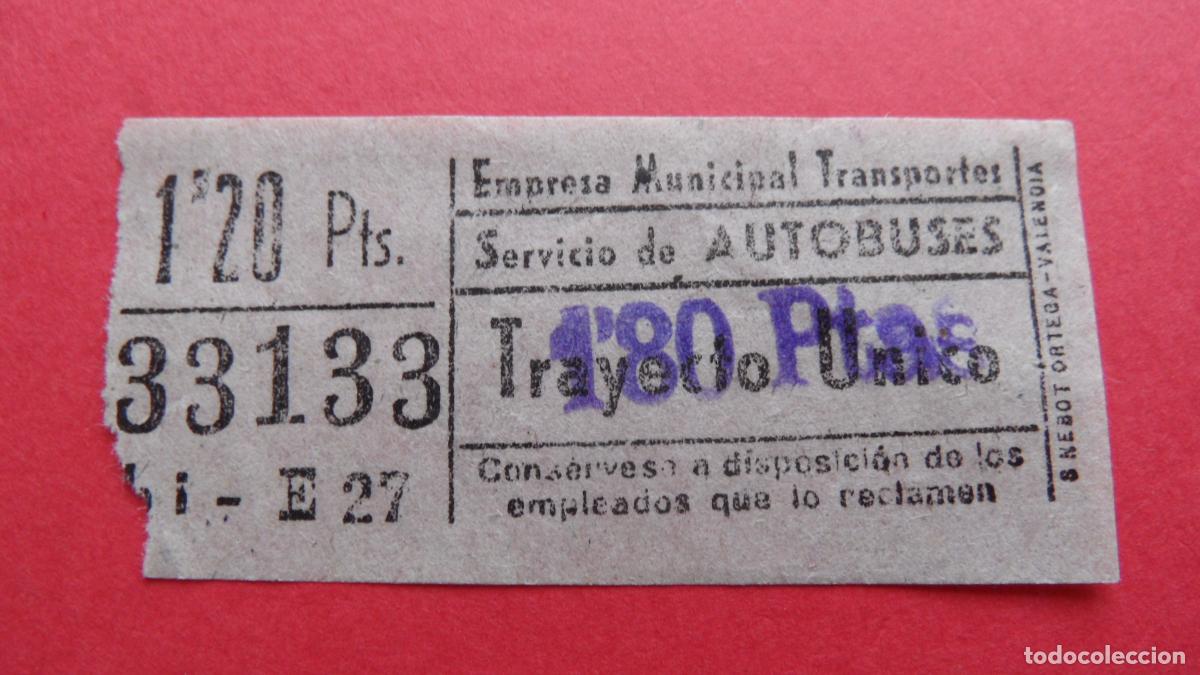 1'20 Pts.
33133
- E 27
Empresa Municipal Transportes
Servicio de AUTOBUSES
Trayecto Unico
1'80 Ptas
Consérvese a disposición de los
empleados que lo reclamen
S NEBOT ORTEGA-VALENCIA
todocoleccion